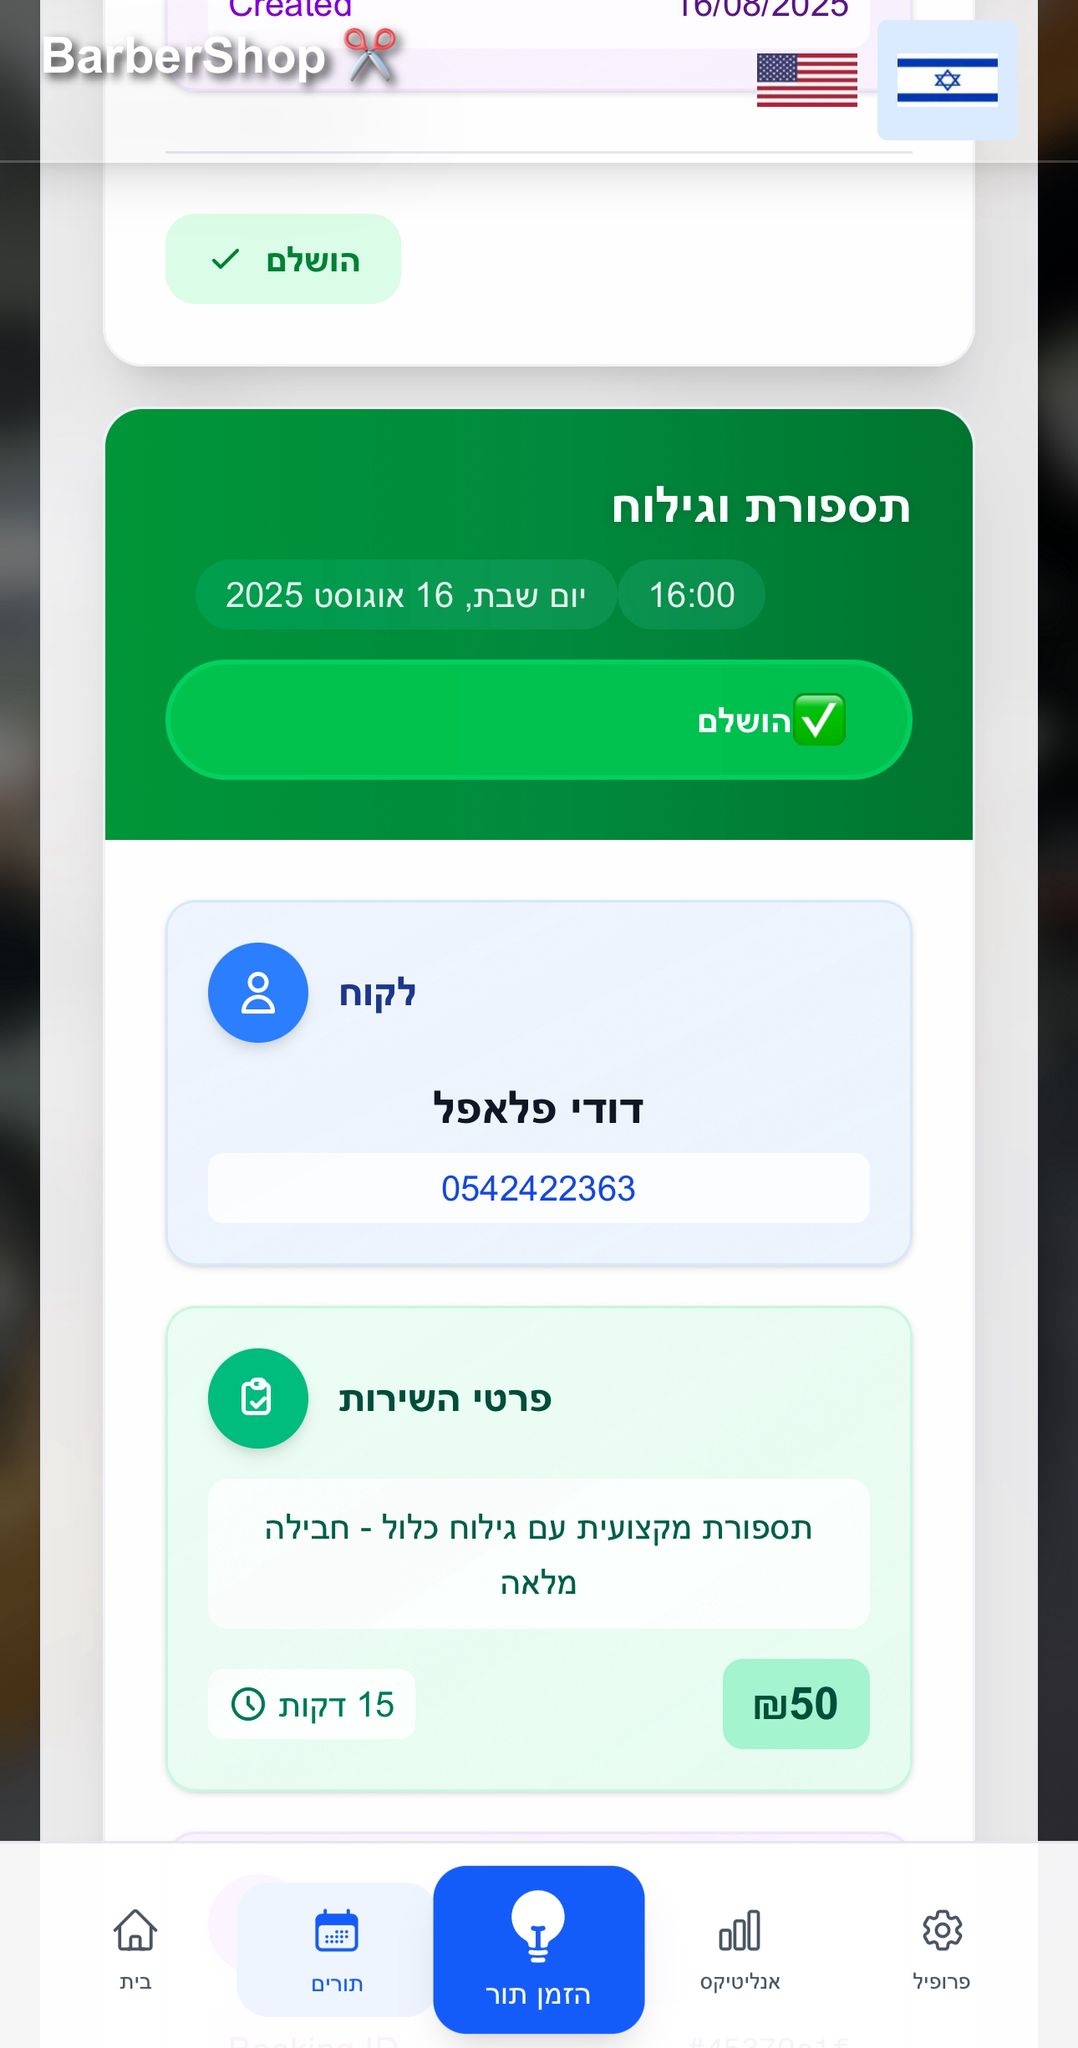 Created 16/08/2025
BarberShop ✂️
הושלם
תספורת וגילוח
16:00 יום שבת, 16 אוגוסט 2025
✅הושלם
לקוח
דודי פלאפל
0542422363
פרטי השירות
תספורת מקצועית עם גילוח כלול - חבילה
מלאה
₪50 15 דקות
בית תורים הזמן תור אנליטיקס פרופיל
Booking ID